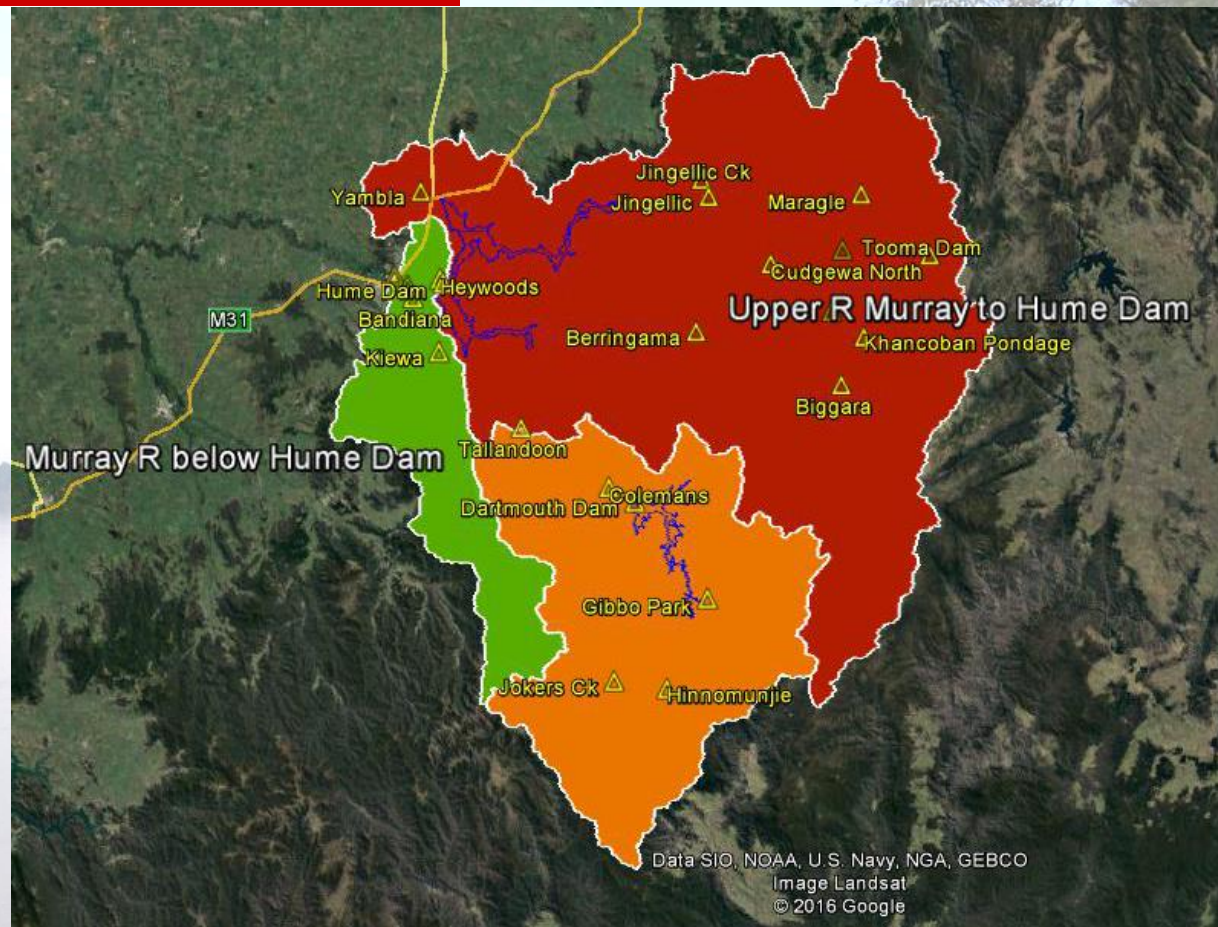 Jingellic Ck
Yambla
Jingellic
Maragle
Tooma Dam
Cudgewa North
Hume Dam
Heywoods
Upper R Murray to Hume Dam
M31
Bandiana
Berringama
Khancoban Pondage
Kiewa
Biggara
Tallandoon
Murray R below Hume Dam
Colemans
Dartmouth Dam
Gibbo Park
Jokers Ck
Hinnomunjie
Data SIO, NOAA, U.S. Navy, NGA, GEBCO
Image Landsat
© 2016 Google